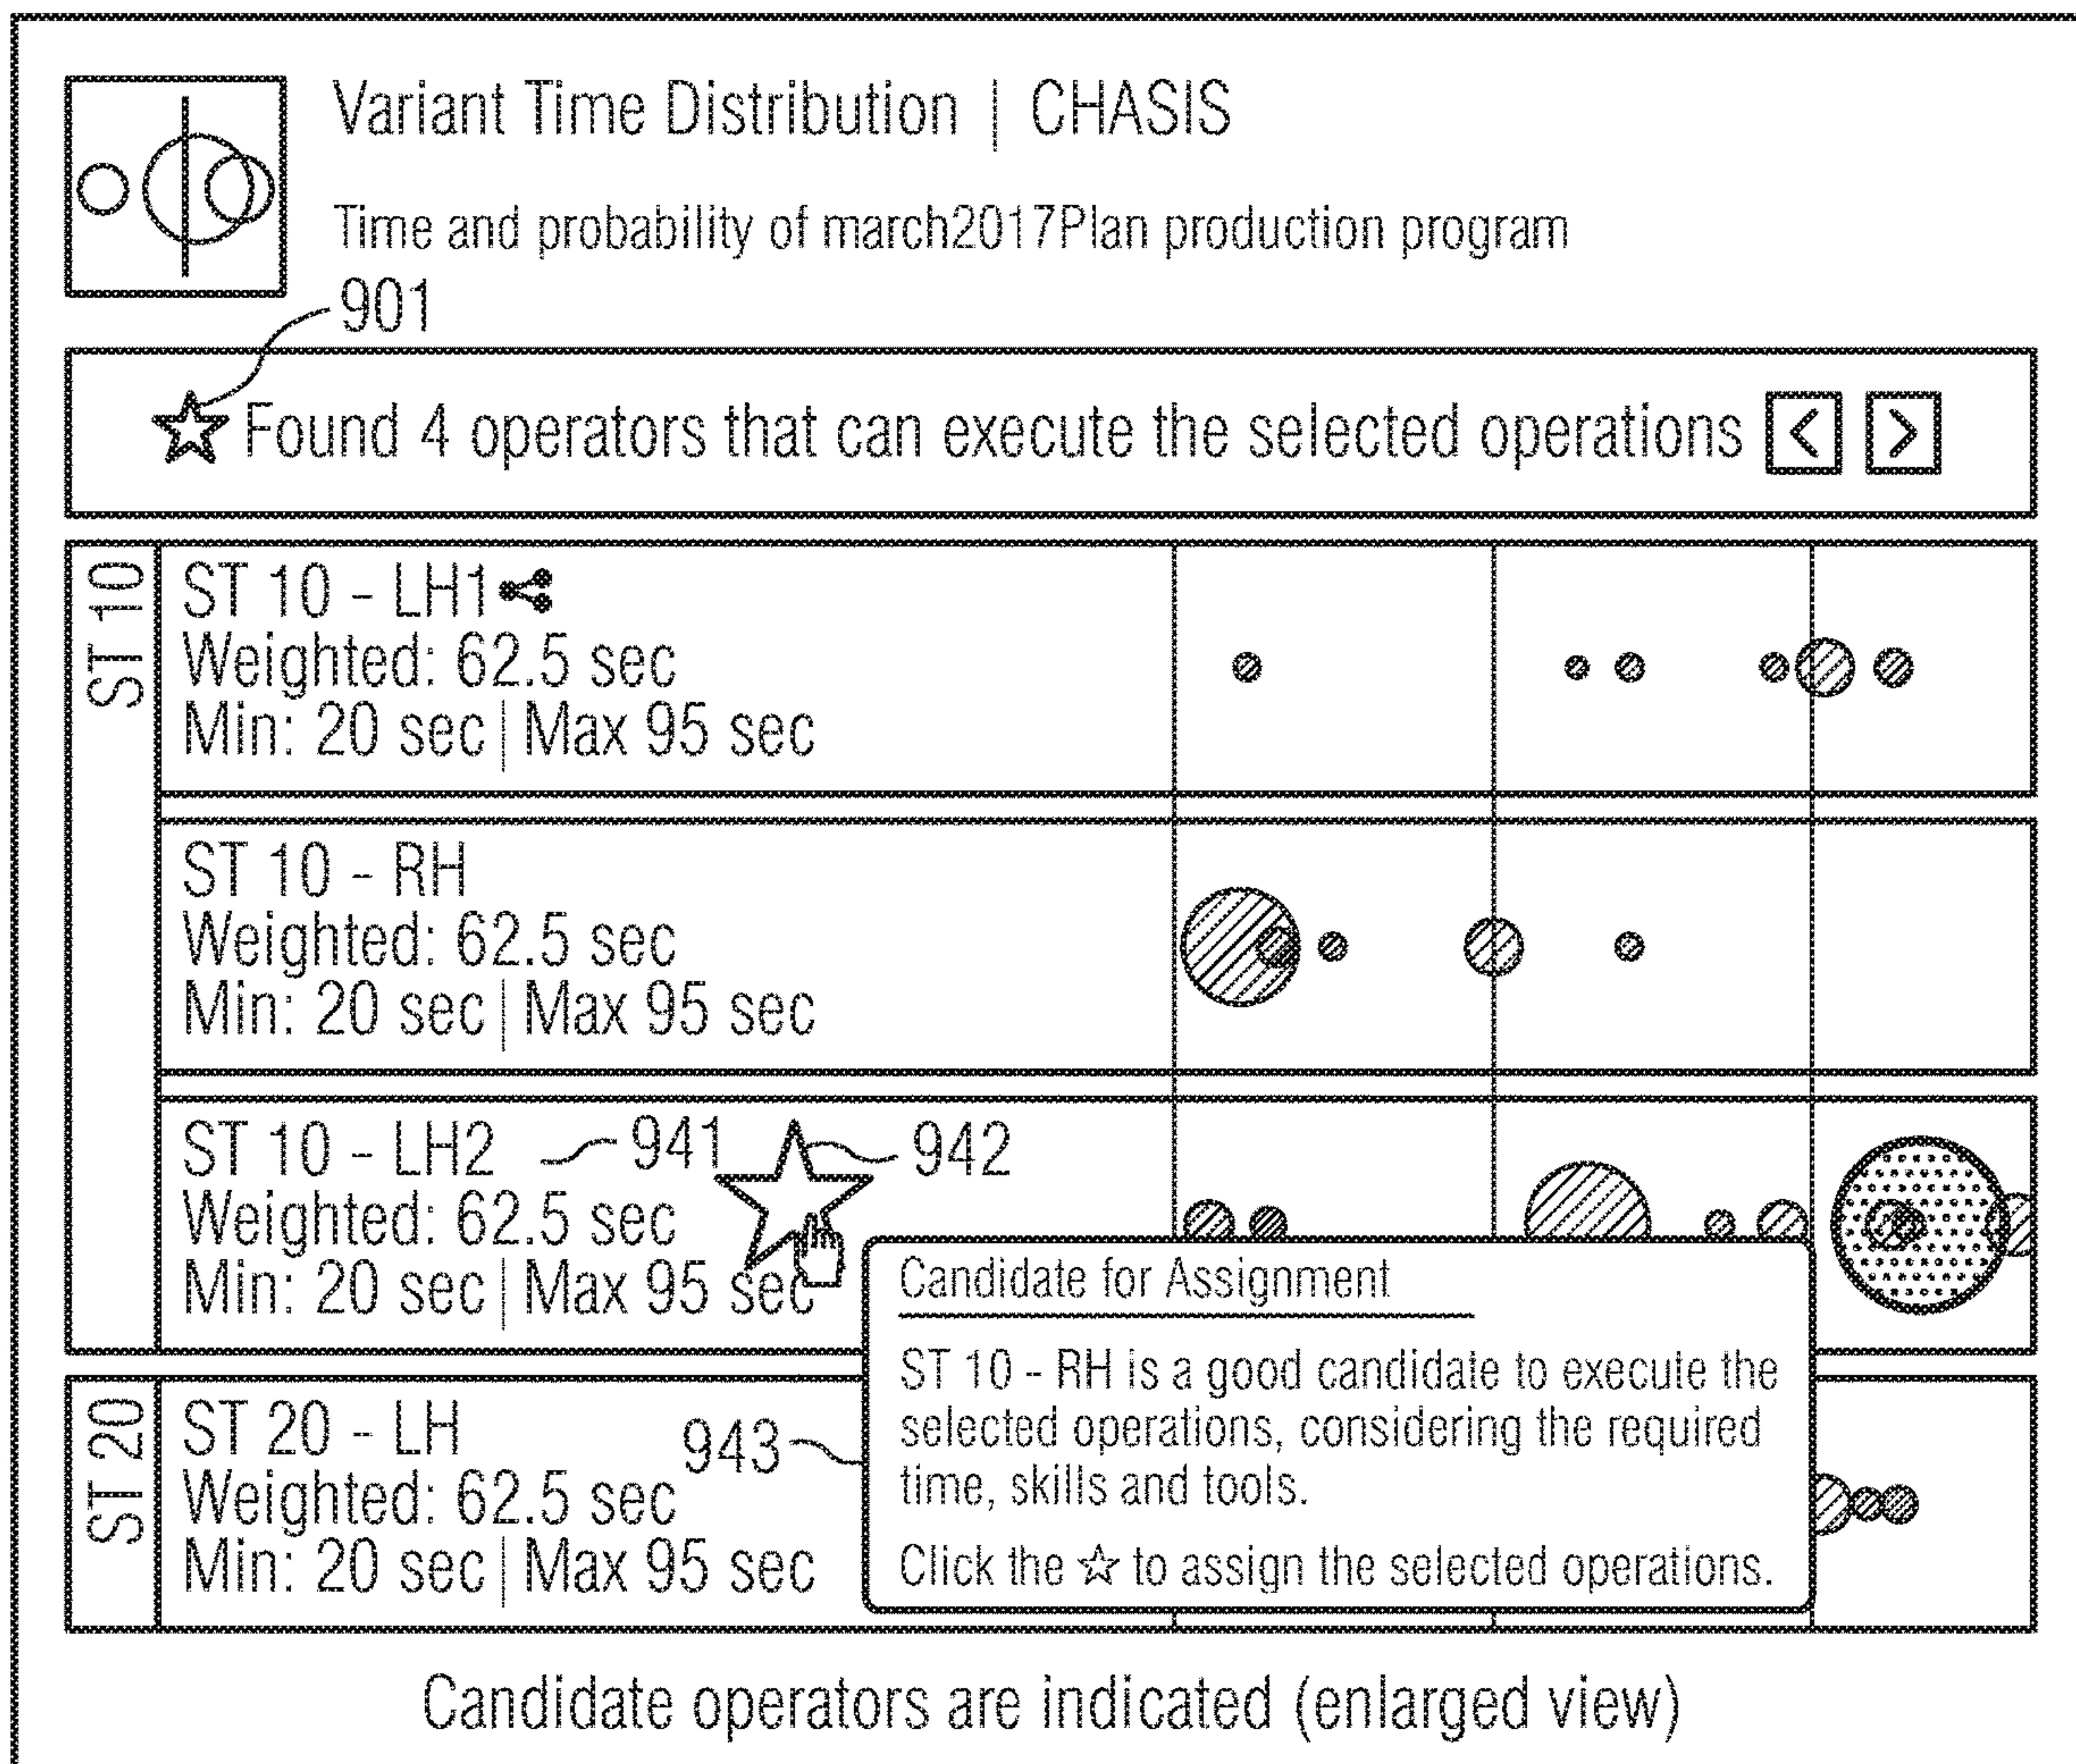 Variant Time Distribution | CHASIS
Time and probability of march2017Plan production program
901
Found 4 operators that can execute the selected operations < >
ST 10
ST 10 - LH1
Weighted: 62.5 sec
Min: 20 sec | Max 95 sec
ST 10 - RH
Weighted: 62.5 sec
Min: 20 sec | Max 95 sec
ST 10 - LH2 941 942
Weighted: 62.5 sec
Min: 20 sec | Max 95 sec
Candidate for Assignment
ST 10 - RH is a good candidate to execute the
selected operations, considering the required
time, skills and tools.
Click the ☆ to assign the selected operations.
ST 20
ST 20 - LH
943
Weighted: 62.5 sec
Min: 20 sec | Max 95 sec
Candidate operators are indicated (enlarged view)